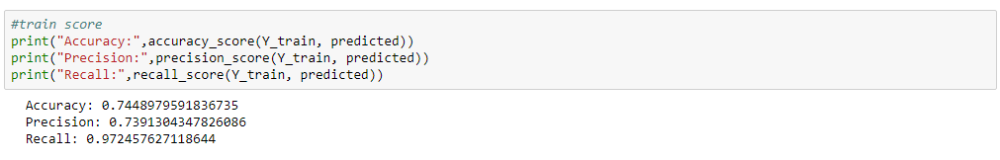 #train score
print("Accuracy:",accuracy_score(Y_train, predicted))
print("Precision:",precision_score(Y_train, predicted))
print("Recall:",recall_score(Y_train, predicted))
Accuracy: 0.7448979591836735
Precision: 0.7391304347826086
Recall: 0.972457627118644